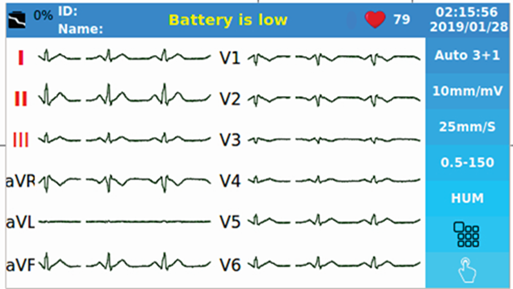 0% ID:
Name:
Battery is low
79
02:15:56
2019/01/28
I
II
III
aVR
aVL
aVF
V1
V2
V3
V4
V5
V6
Auto 3+1
10mm/mV
25mm/S
0.5-150
HUM